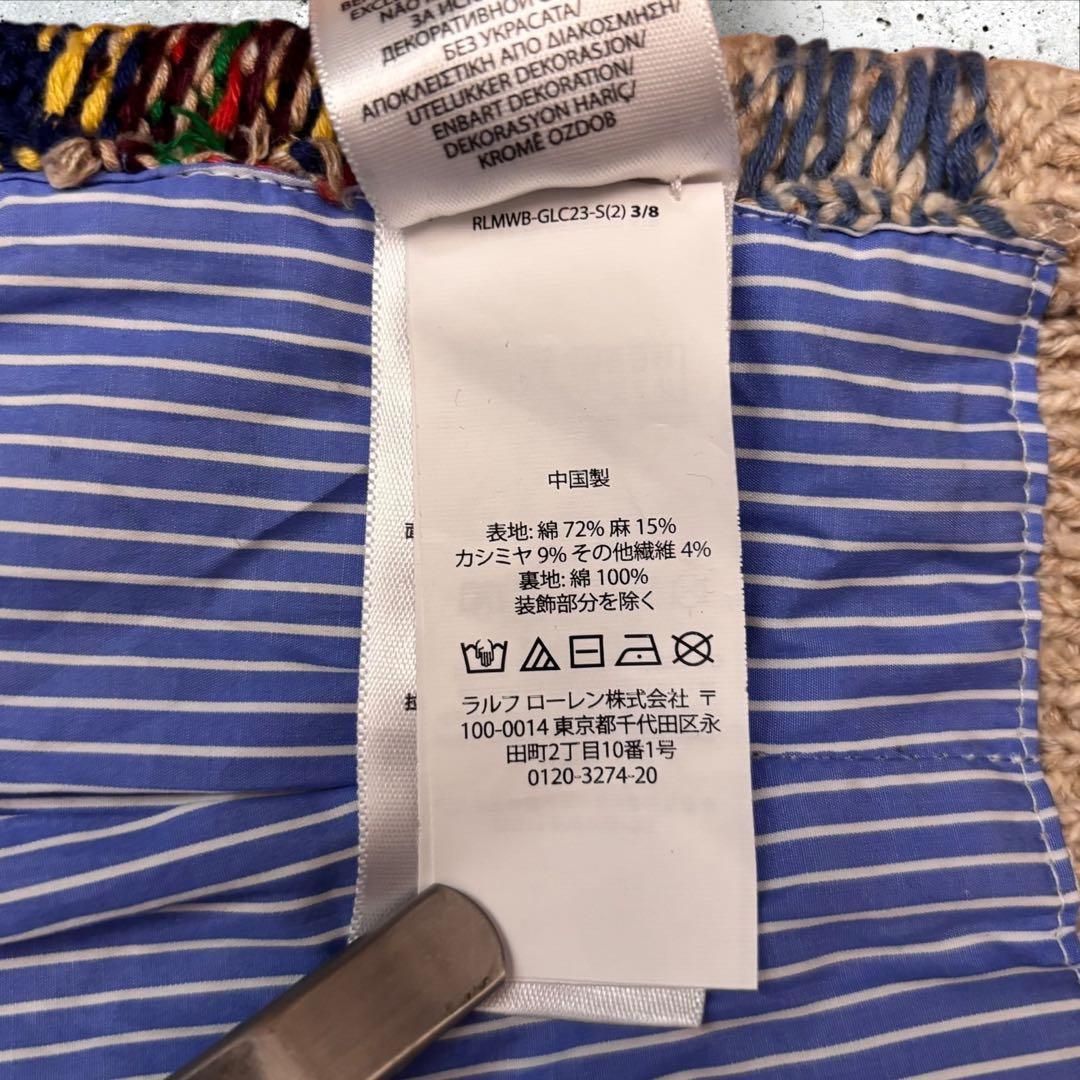 NÃO
ЗА ИСК
ДЕКОРАТИВНОЙ
БЕЗ УКРАСАТА/
ΑΠΟΚΛΕΙΣΤΙΚΗ ΑΠΟ ΔΙΑΚΟΣΜΗΣΗ/
UTELUKKER DEKORASJON/
ENBART DEKORATION/
DEKORASYON HARİÇ/
KROMĚ OZDOB
RLMWB-GLC23-S(2) 3/8
中国製
表地: 綿 72% 麻 15%
カシミヤ 9% その他繊維 4%
裏地: 綿 100%
装飾部分を除く
ラルフ ローレン株式会社 〒
100-0014 東京都千代田区永
田町2丁目10番1号
0120-3274-20